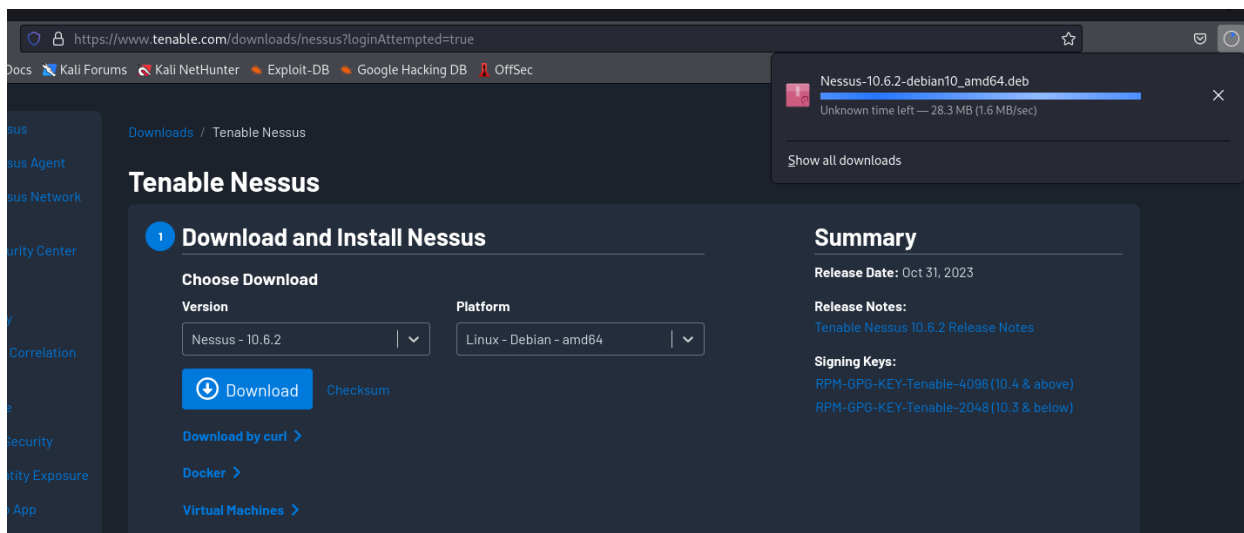 https://www.tenable.com/downloads/nessus?loginAttempted=true
Docs Kali Forums Kali NetHunter Exploit-DB Google Hacking DB OffSec
Nessus-10.6.2-debian10_amd64.deb
Unknown time left — 28.3 MB (1.6 MB/sec)
Show all downloads
sus
sus Agent
sus Network
urity Center
y
Correlation
e
Security
ntity Exposure
App
Downloads / Tenable Nessus
Tenable Nessus
1 Download and Install Nessus
Choose Download
Version Platform
Nessus - 10.6.2 Linux - Debian - amd64
Download Checksum
Download by curl
Docker
Virtual Machines
Summary
Release Date: Oct 31, 2023
Release Notes:
Tenable Nessus 10.6.2 Release Notes
Signing Keys:
RPM-GPG-KEY-Tenable-4096 (10.4 & above)
RPM-GPG-KEY-Tenable-2048 (10.3 & below)